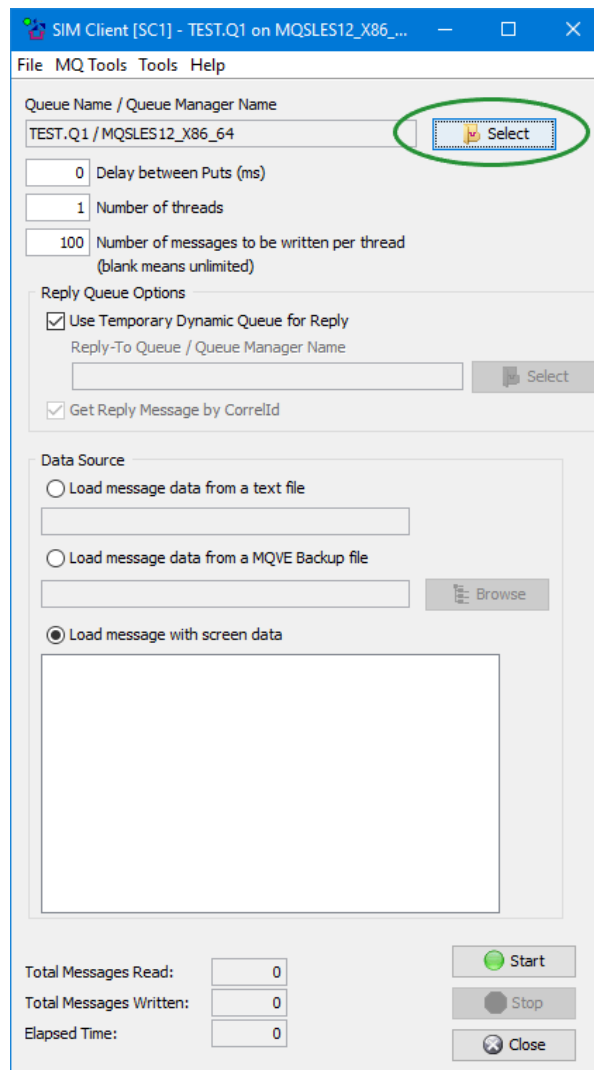 SIM Client [SC1] - TEST.Q1 on MQSLES12_X86_...
File MQ Tools Tools Help
Queue Name / Queue Manager Name
TEST.Q1 / MQSLES12_X86_64 Select
0 Delay between Puts (ms)
1 Number of threads
100 Number of messages to be written per thread
(blank means unlimited)
Reply Queue Options
Use Temporary Dynamic Queue for Reply
Reply-To Queue / Queue Manager Name
Select
Get Reply Message by CorrelId
Data Source
Load message data from a text file
Load message data from a MQVE Backup file
Browse
Load message with screen data
Total Messages Read: 0 Start
Total Messages Written: 0 Stop
Elapsed Time: 0 Close